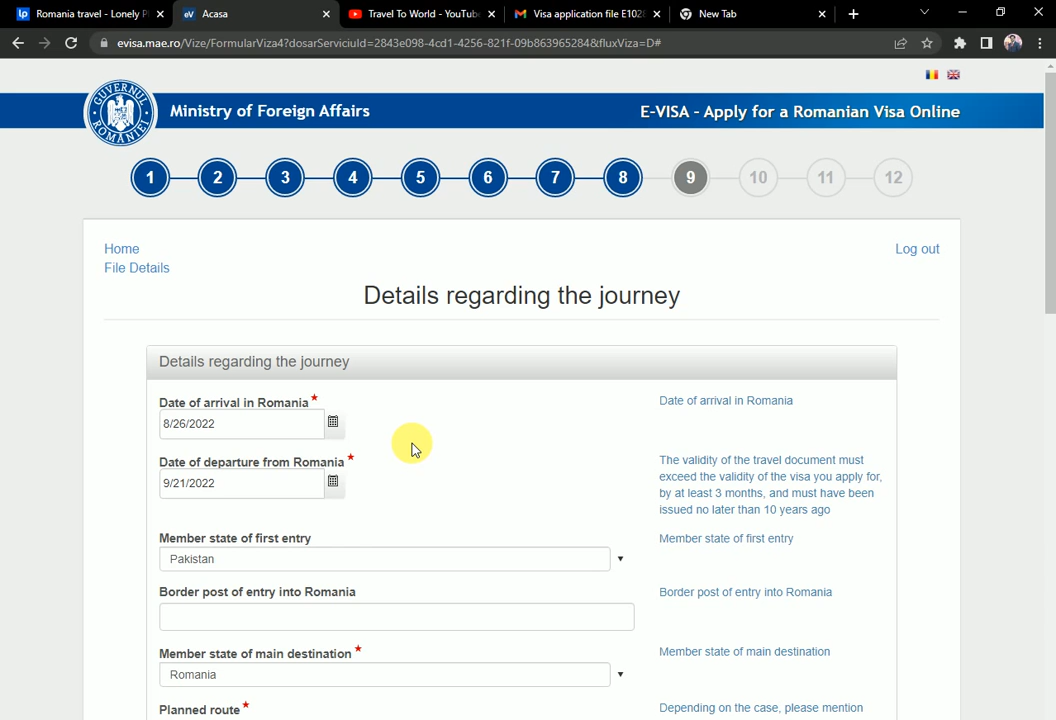 Romania travel - Lonely P
Acasa
Travel To World - YouTube
Visa application file E1028
New Tab
evisa.mae.ro/Vize/FormularViza4?dosarServiciuId=2843e098-4cd1-4256-821f-09b863965284&fluxViza=D#
GUVERNUL ROMÂNIEI
Ministry of Foreign Affairs
E-VISA - Apply for a Romanian Visa Online
1 2 3 4 5 6 7 8 9 10 11 12
Home
Log out
File Details
Details regarding the journey
Details regarding the journey
Date of arrival in Romania*
Date of arrival in Romania
8/26/2022
Date of departure from Romania*
9/21/2022
The validity of the travel document must
exceed the validity of the visa you apply for,
by at least 3 months, and must have been
issued no later than 10 years ago
Member state of first entry
Member state of first entry
Pakistan
Border post of entry into Romania
Border post of entry into Romania
Member state of main destination*
Member state of main destination
Romania
Planned route*
Depending on the case, please mention